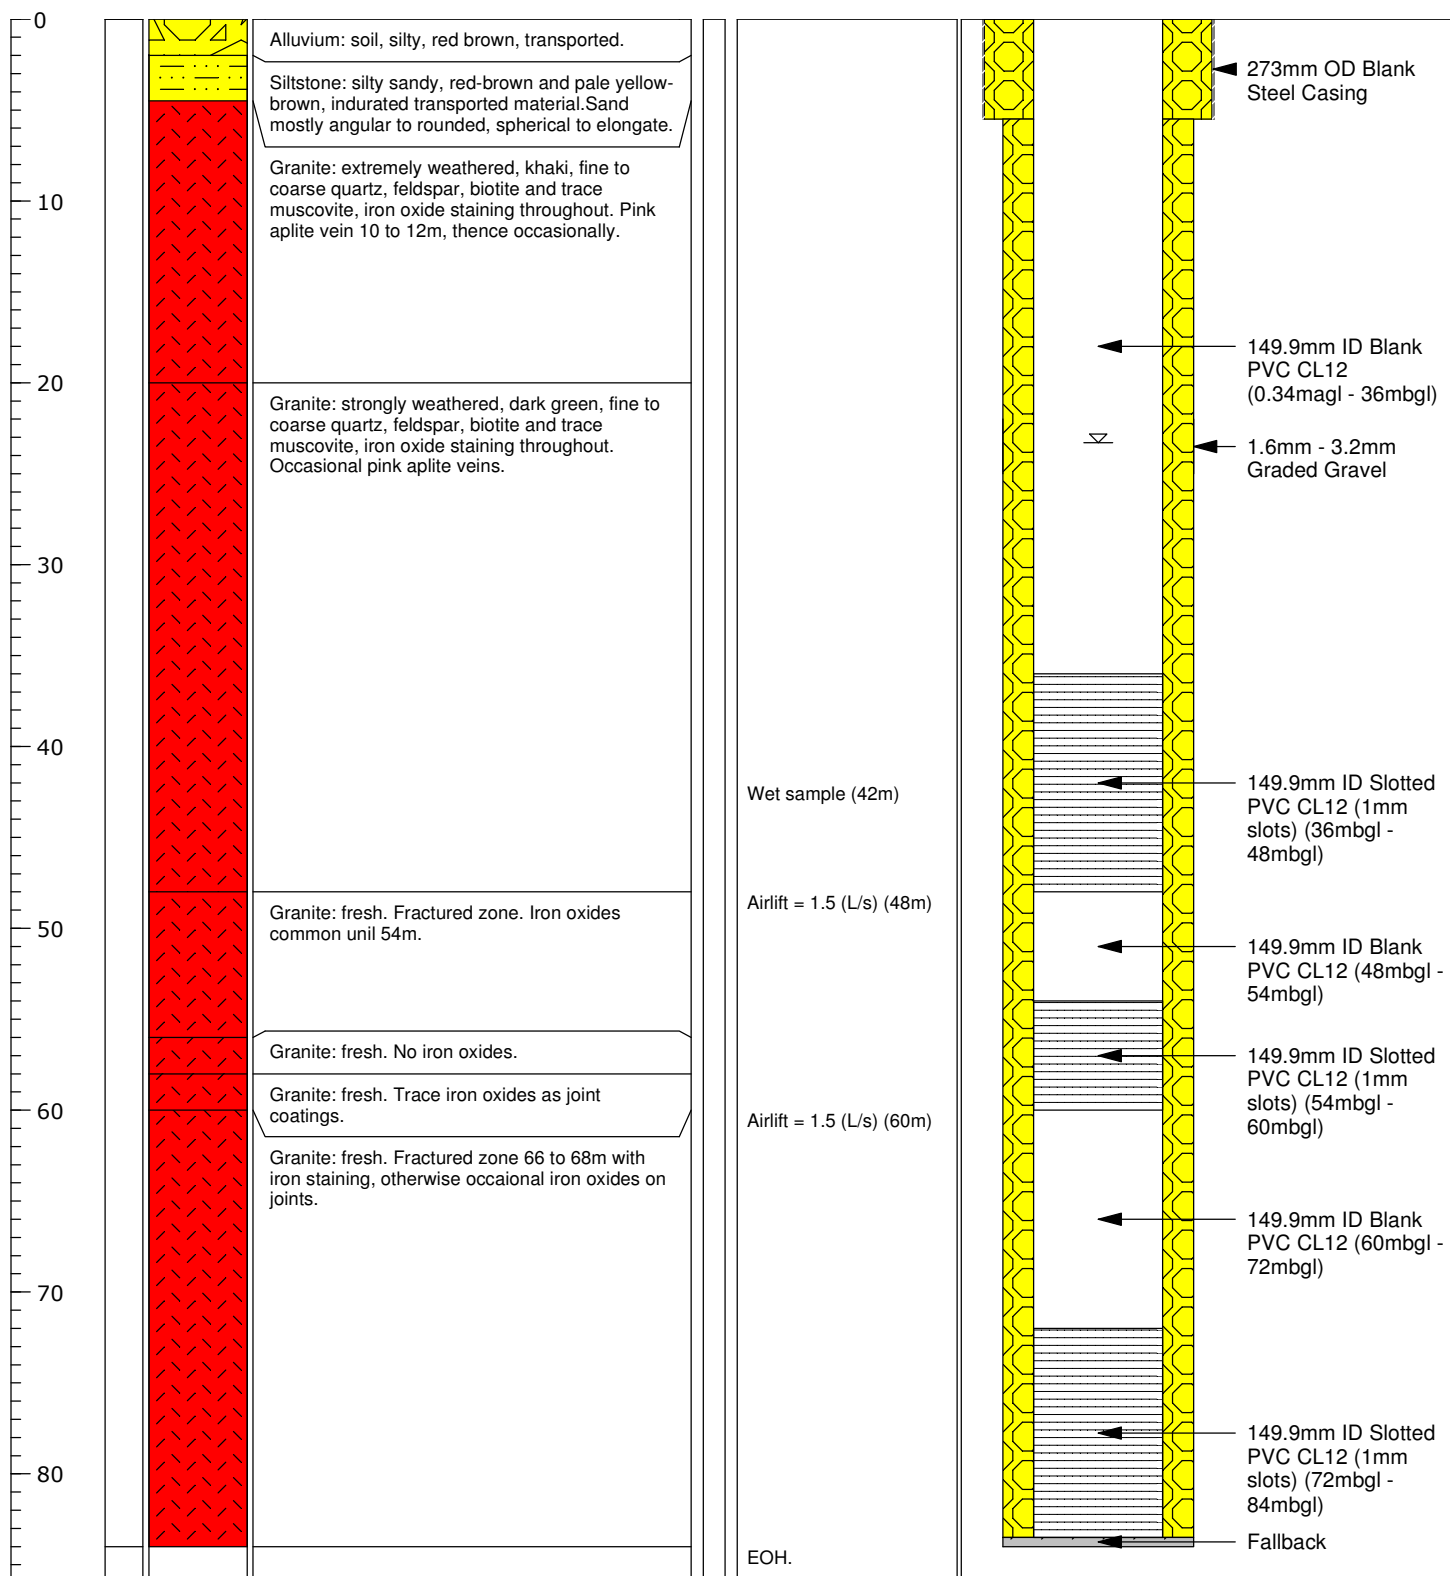 0
10
20
30
40
50
60
70
80
Alluvium: soil, silty, red brown, transported.
Siltstone: silty sandy, red-brown and pale yellow-
brown, indurated transported material.Sand
mostly angular to rounded, spherical to elongate.
Granite: extremely weathered, khaki, fine to
coarse quartz, feldspar, biotite and trace
muscovite, iron oxide staining throughout. Pink
aplite vein 10 to 12m, thence occasionally.
Granite: strongly weathered, dark green, fine to
coarse quartz, feldspar, biotite and trace
muscovite, iron oxide staining throughout.
Occasional pink aplite veins.
Granite: fresh. Fractured zone. Iron oxides
common unil 54m.
Granite: fresh. No iron oxides.
Granite: fresh. Trace iron oxides as joint
coatings.
Granite: fresh. Fractured zone 66 to 68m with
iron staining, otherwise occaional iron oxides on
joints.
Wet sample (42m)
Airlift = 1.5 (L/s) (48m)
Airlift = 1.5 (L/s) (60m)
EOH.
273mm OD Blank
Steel Casing
149.9mm ID Blank
PVC CL12
(0.34magl - 36mbgl)
1.6mm - 3.2mm
Graded Gravel
149.9mm ID Slotted
PVC CL12 (1mm
slots) (36mbgl -
48mbgl)
149.9mm ID Blank
PVC CL12 (48mbgl -
54mbgl)
149.9mm ID Slotted
PVC CL12 (1mm
slots) (54mbgl -
60mbgl)
149.9mm ID Blank
PVC CL12 (60mbgl -
72mbgl)
149.9mm ID Slotted
PVC CL12 (1mm
slots) (72mbgl -
84mbgl)
Fallback